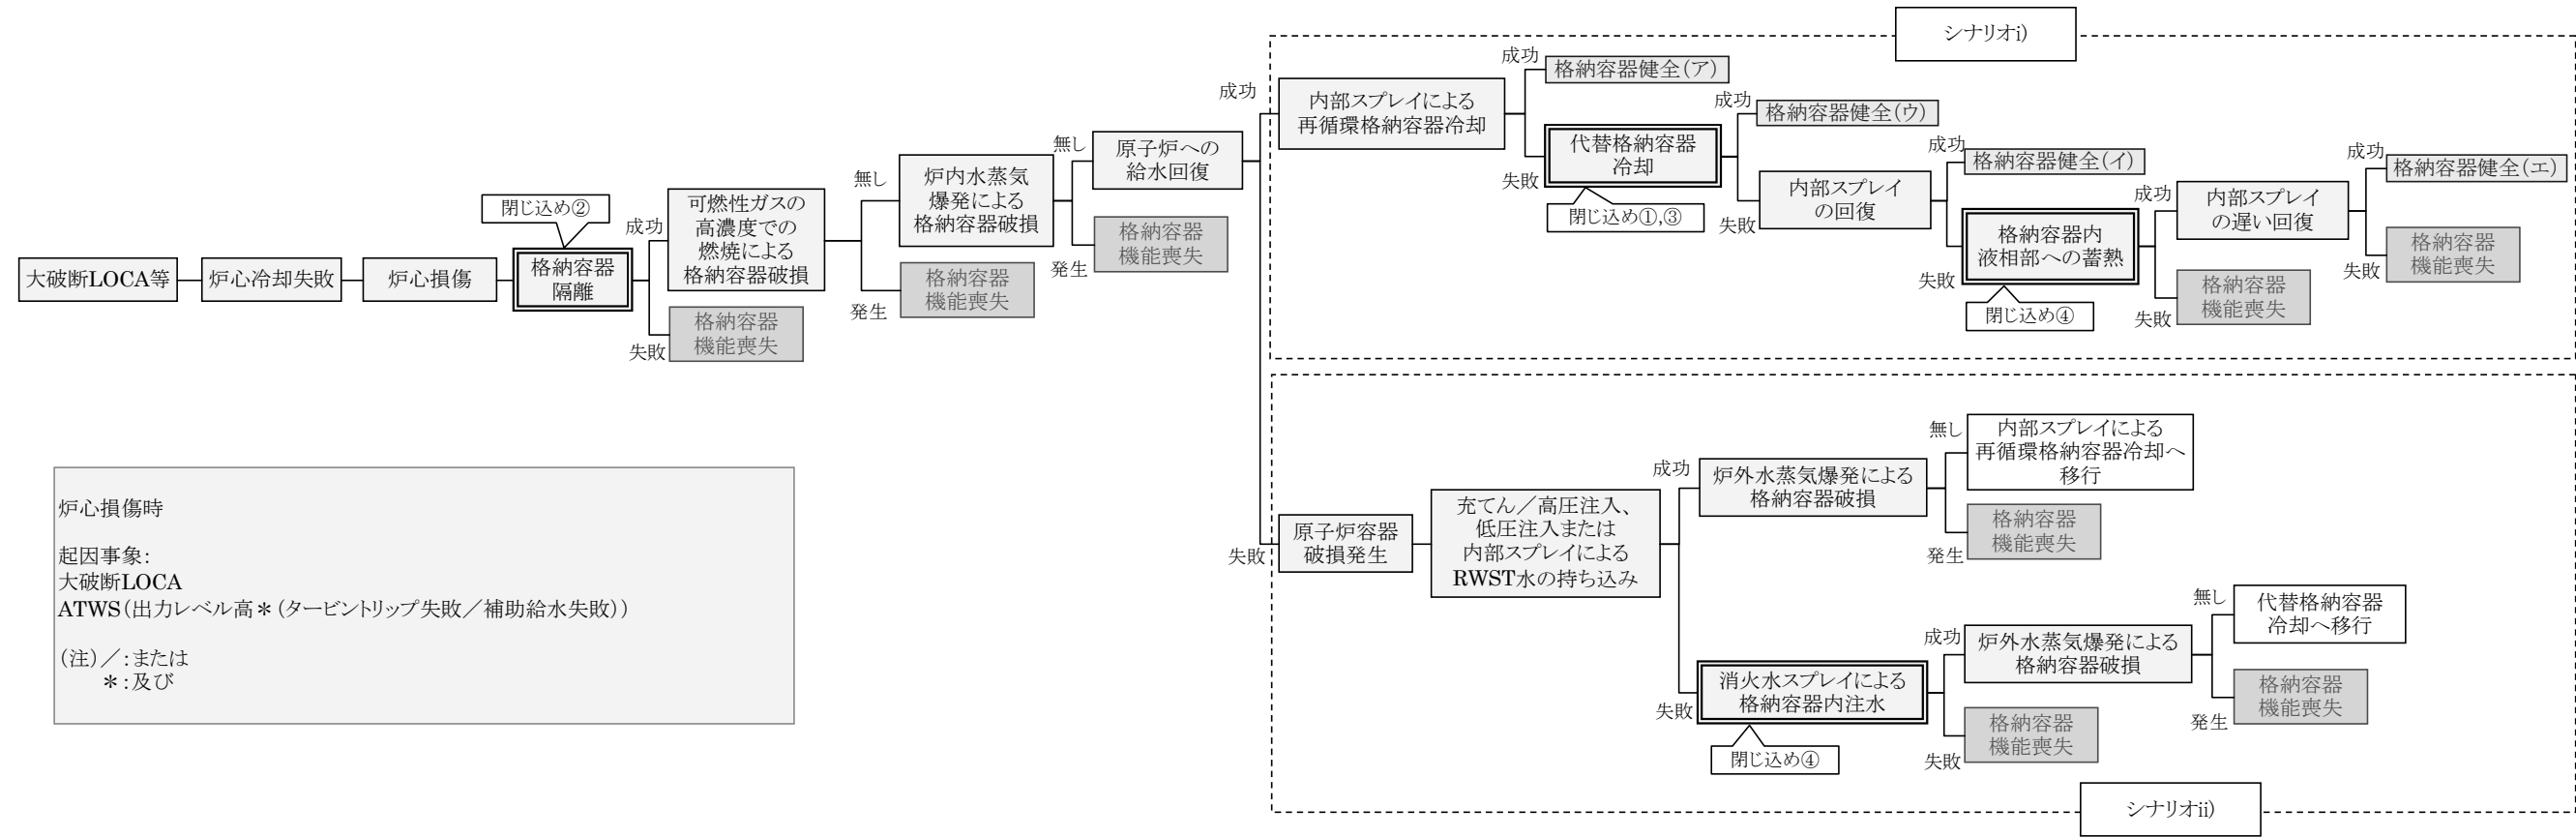 シナリオi)
成功
内部スプレイによる
再循環格納容器冷却
成功
格納容器健全（ア）
失敗
代替格納容器
冷却
閉じ込め①,③
成功
格納容器健全（ウ）
失敗
内部スプレイ
の回復
成功
格納容器健全（イ）
失敗
格納容器内
液相部への蓄熱
閉じ込め④
成功
内部スプレイ
の遅い回復
失敗
格納容器
機能喪失
成功
格納容器健全（エ）
失敗
格納容器
機能喪失
大破断LOCA等
炉心冷却失敗
炉心損傷
閉じ込め②
格納容器
隔離
成功
可燃性ガスの
高濃度での
燃焼による
格納容器破損
失敗
格納容器
機能喪失
無し
炉内水蒸気
爆発による
格納容器破損
発生
格納容器
機能喪失
無し
原子炉への
給水回復
発生
格納容器
機能喪失
失敗
原子炉容器
破損発生
充てん／高圧注入、
低圧注入または
内部スプレイによる
RWST水の持ち込み
成功
炉外水蒸気爆発による
格納容器破損
無し
内部スプレイによる
再循環格納容器冷却へ
移行
発生
格納容器
機能喪失
失敗
消火水スプレイによる
格納容器内注水
閉じ込め④
成功
炉外水蒸気爆発による
格納容器破損
失敗
格納容器
機能喪失
無し
代替格納容器
冷却へ移行
発生
格納容器
機能喪失
シナリオii)
炉心損傷時
起因事象：
大破断LOCA
ATWS（出力レベル高＊（タービントリップ失敗／補助給水失敗））
（注）／：または
＊：及び